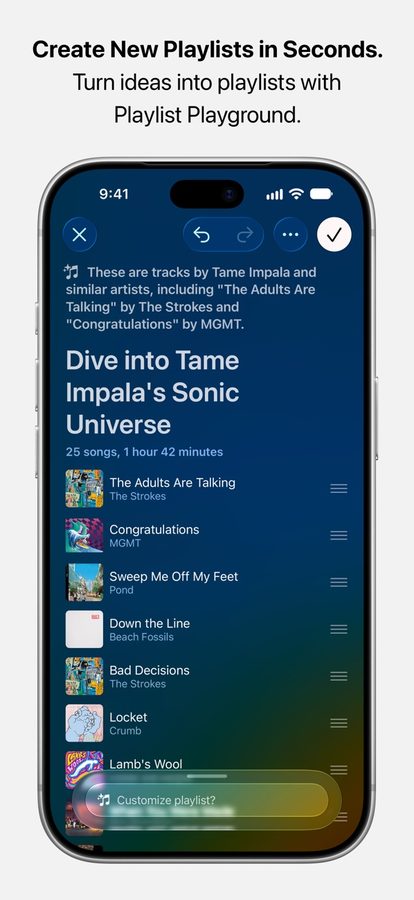 Create New Playlists in Seconds.
Turn ideas into playlists with
Playlist Playground.
9:41
These are tracks by Tame Impala and
similar artists, including "The Adults Are
Talking" by The Strokes and
"Congratulations" by MGMT.
Dive into Tame
Impala's Sonic
Universe
25 songs, 1 hour 42 minutes
The Adults Are Talking
The Strokes
Congratulations
MGMT
Sweep Me Off My Feet
Pond
Down the Line
Beach Fossils
Bad Decisions
The Strokes
Locket
Crumb
Lamb's Wool
Customize playlist?